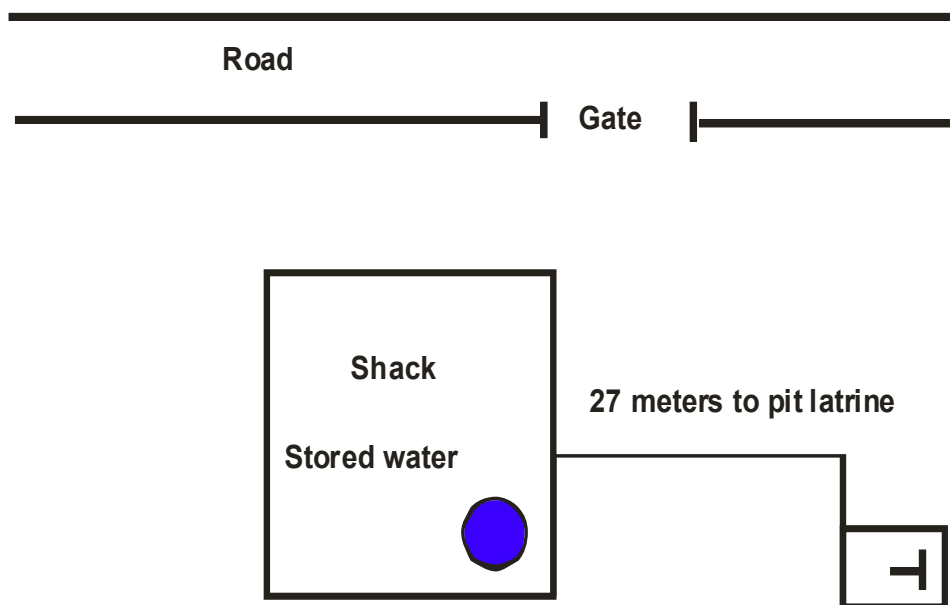 Road
Gate
Shack
27 meters to pit latrine
Stored water
T